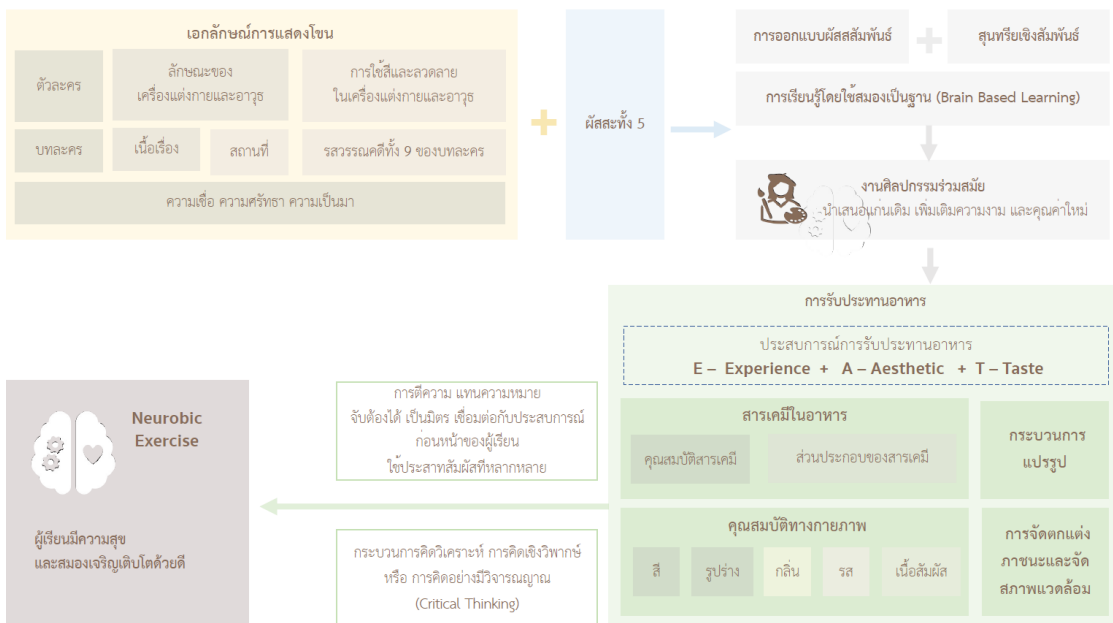 เอกลักษณ์การแสดงโขน
ตัวละคร
ลักษณะของ
เครื่องแต่งกายและอาวุธ
การใช้สีและลวดลาย
ในเครื่องแต่งกายและอาวุธ
บทละคร
เนื้อเรื่อง
สถานที่
รสวรรณคดีทั้ง 9 ของบทละคร
ความเชื่อ ความศรัทธา ความเป็นมา
ผัสสะทั้ง 5
การออกแบบผัสสสัมพันธ์
สุนทรียเชิงสัมพันธ์
การเรียนรู้โดยใช้สมองเป็นฐาน (Brain Based Learning)
งานศิลปกรรมร่วมสมัย
นำเสนอแก่นเดิม เพิ่มเติมความงาม และคุณค่าใหม่
การรับประทานอาหาร
ประสบการณ์การรับประทานอาหาร
E – Experience + A – Aesthetic + T – Taste
สารเคมีในอาหาร
คุณสมบัติสารเคมี
ส่วนประกอบของสารเคมี
กระบวนการ
แปรรูป
คุณสมบัติทางกายภาพ
สี
รูปร่าง
กลิ่น
รส
เนื้อสัมผัส
การจัดตกแต่ง
ภาชนะและจัด
สภาพแวดล้อม
การตีความ แทนความหมาย
จับต้องได้ เป็นมิตร เชื่อมต่อกับประสบการณ์
ก่อนหน้าของผู้เรียน
ใช้ประสาทสัมผัสที่หลากหลาย
กระบวนการคิดวิเคราะห์ การคิดเชิงวิพากษ์
หรือ การคิดอย่างมีวิจารณญาณ
(Critical Thinking)
Neurobic
Exercise
ผู้เรียนมีความสุข
และสมองเจริญเติบโตด้วยดี